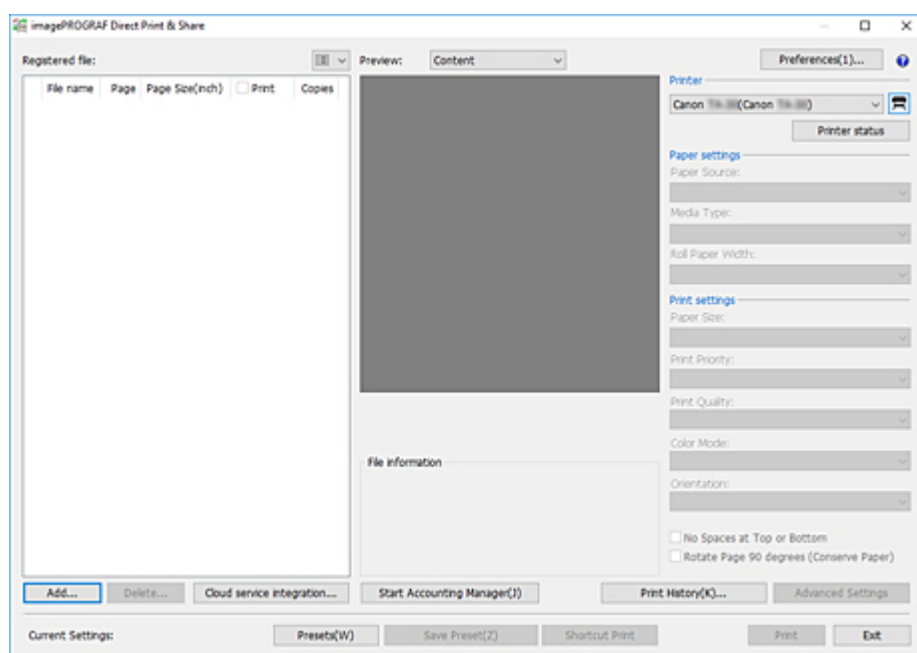 imagePROGRAF Direct Print & Share
Registered file:
Preview: Content
Preferences(1)...
File name Page Page Size(inch) Print Copies
Printer
Canon (Canon )
Printer status
Paper settings
Paper Source:
Media Type:
Roll Paper Width:
Print settings
Paper Size:
Print Priority:
Print Quality:
Color Mode:
Orientation:
File information
No Spaces at Top or Bottom
Rotate Page 90 degrees (Conserve Paper)
Add... Delete... Cloud service integration... Start Accounting Manager(J) Print History(K)... Advanced Settings
Current Settings: Presets(W) Save Preset(Z) Shortcut Print Print Exit